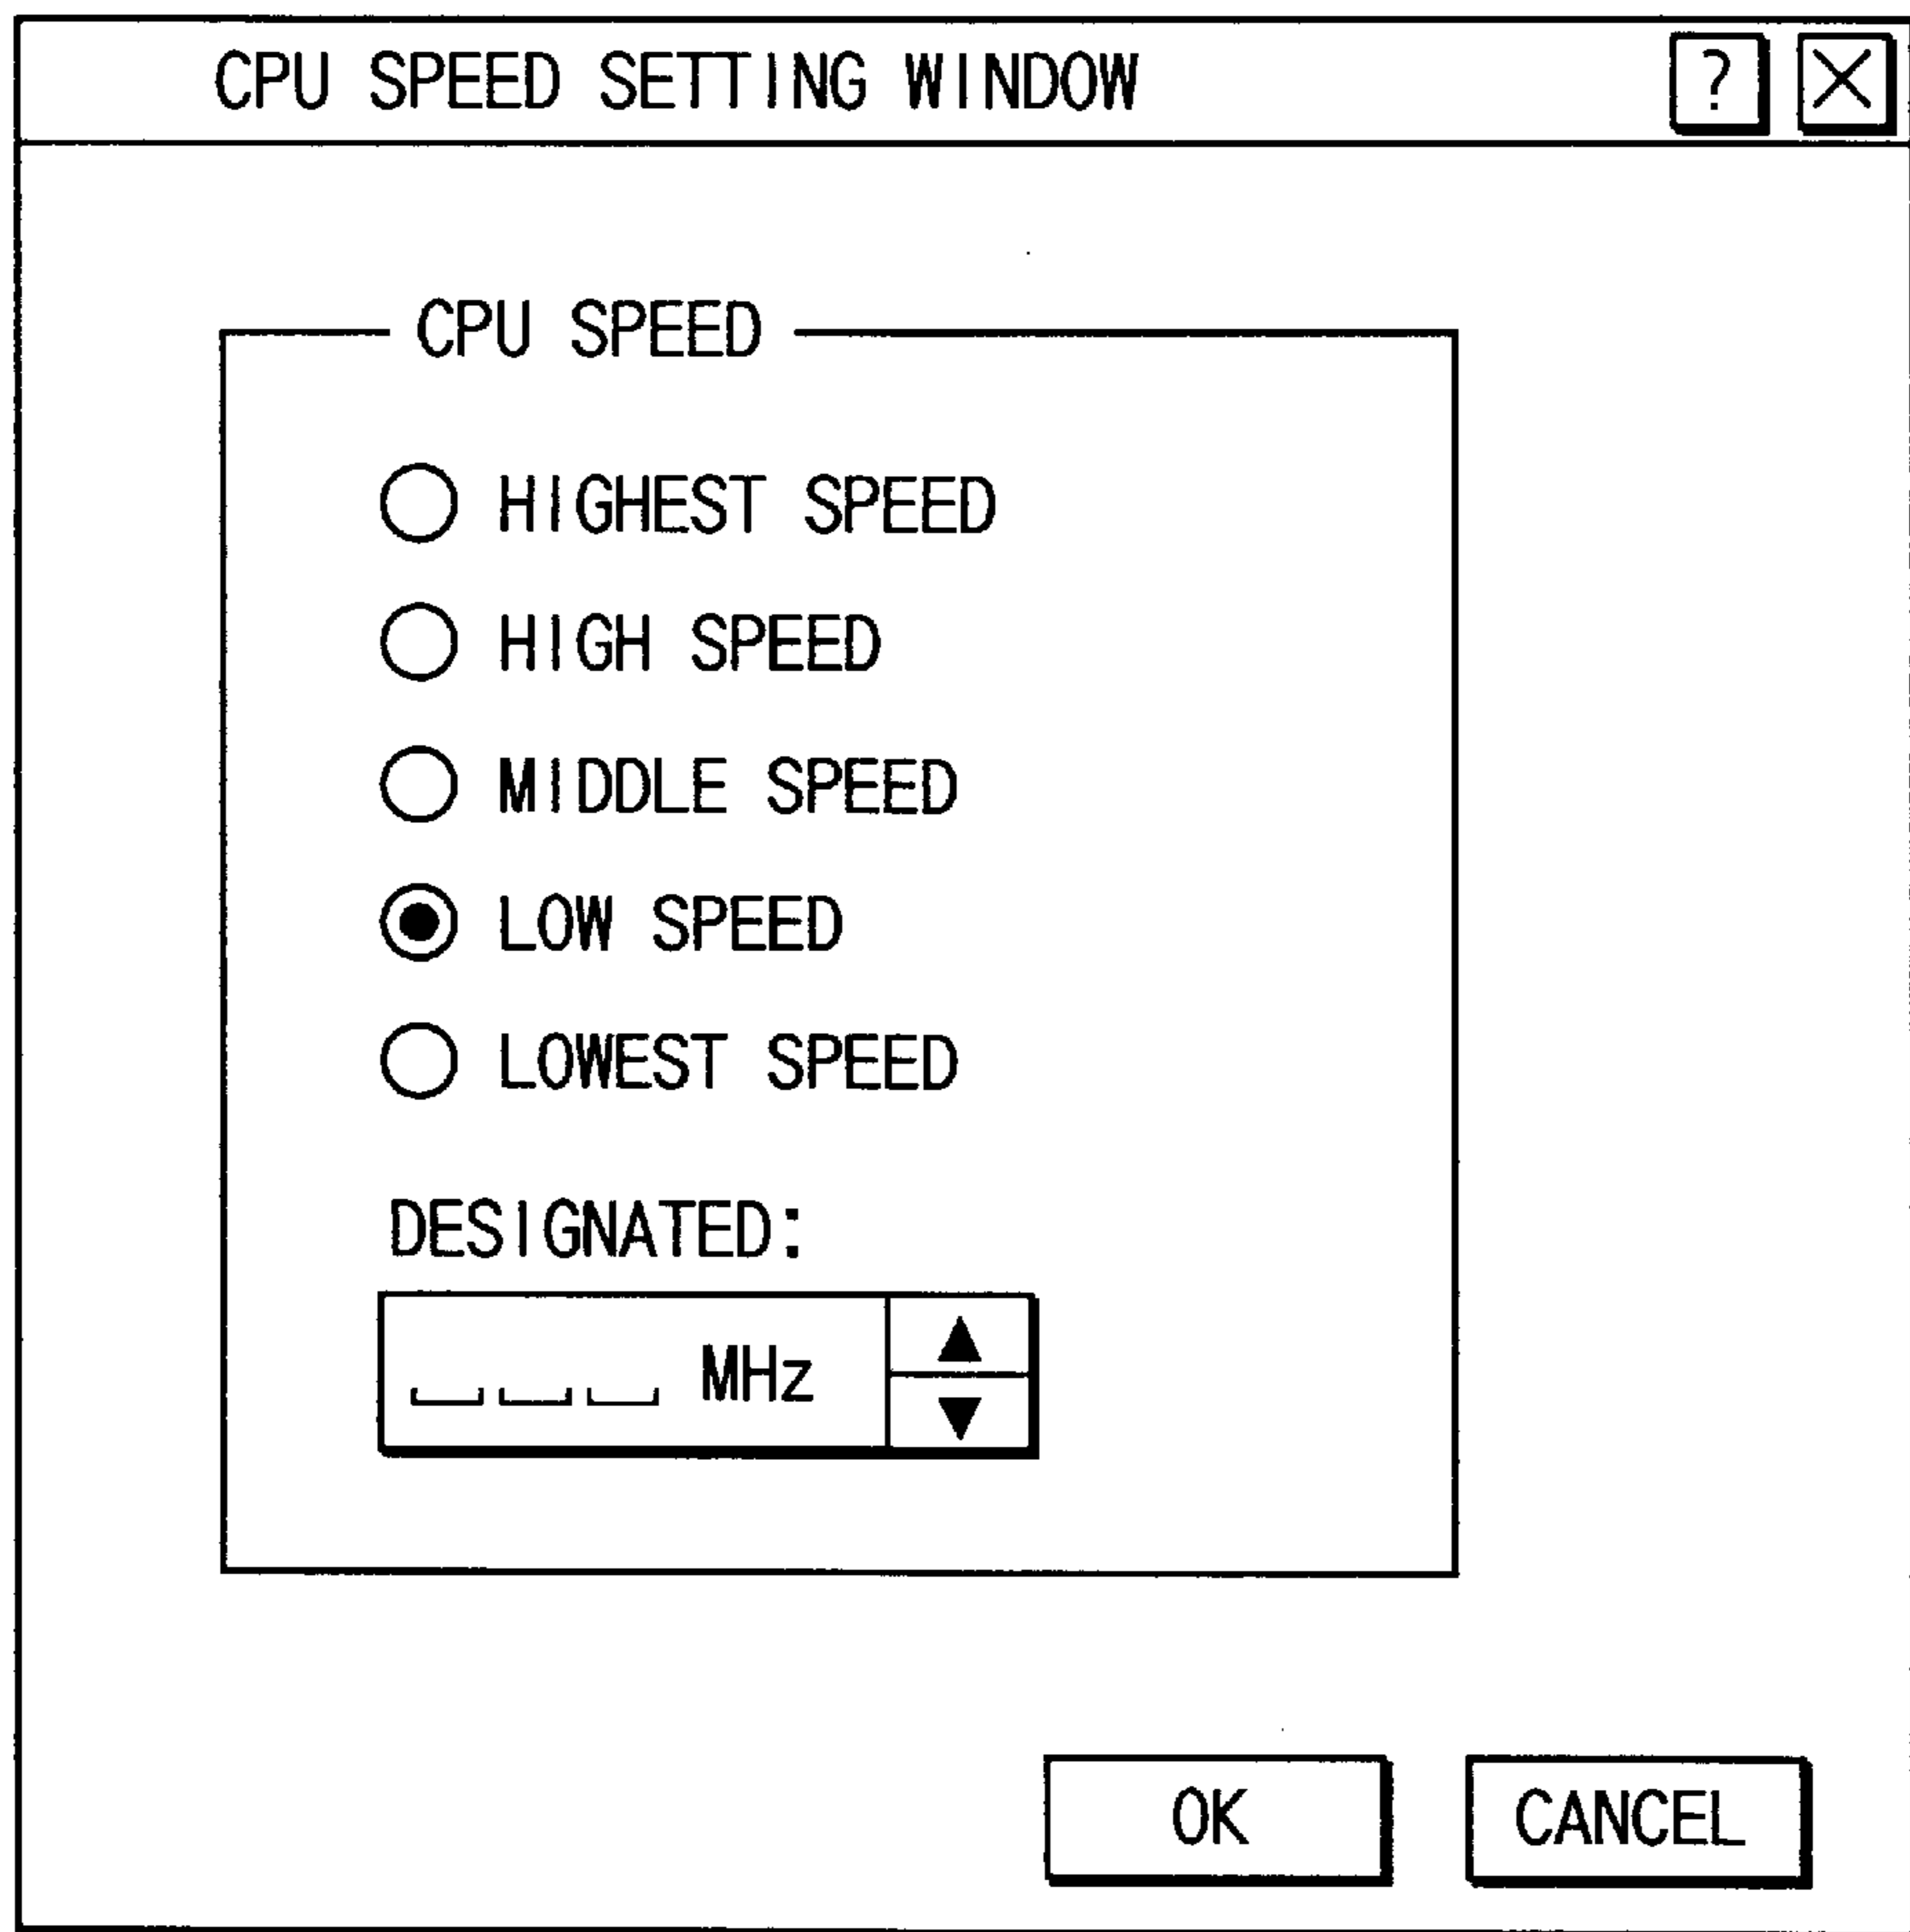 CPU SPEED SETTING WINDOW ? X
CPU SPEED
HIGHEST SPEED
HIGH SPEED
MIDDLE SPEED
LOW SPEED
LOWEST SPEED
DESIGNATED:
MHz
OK CANCEL